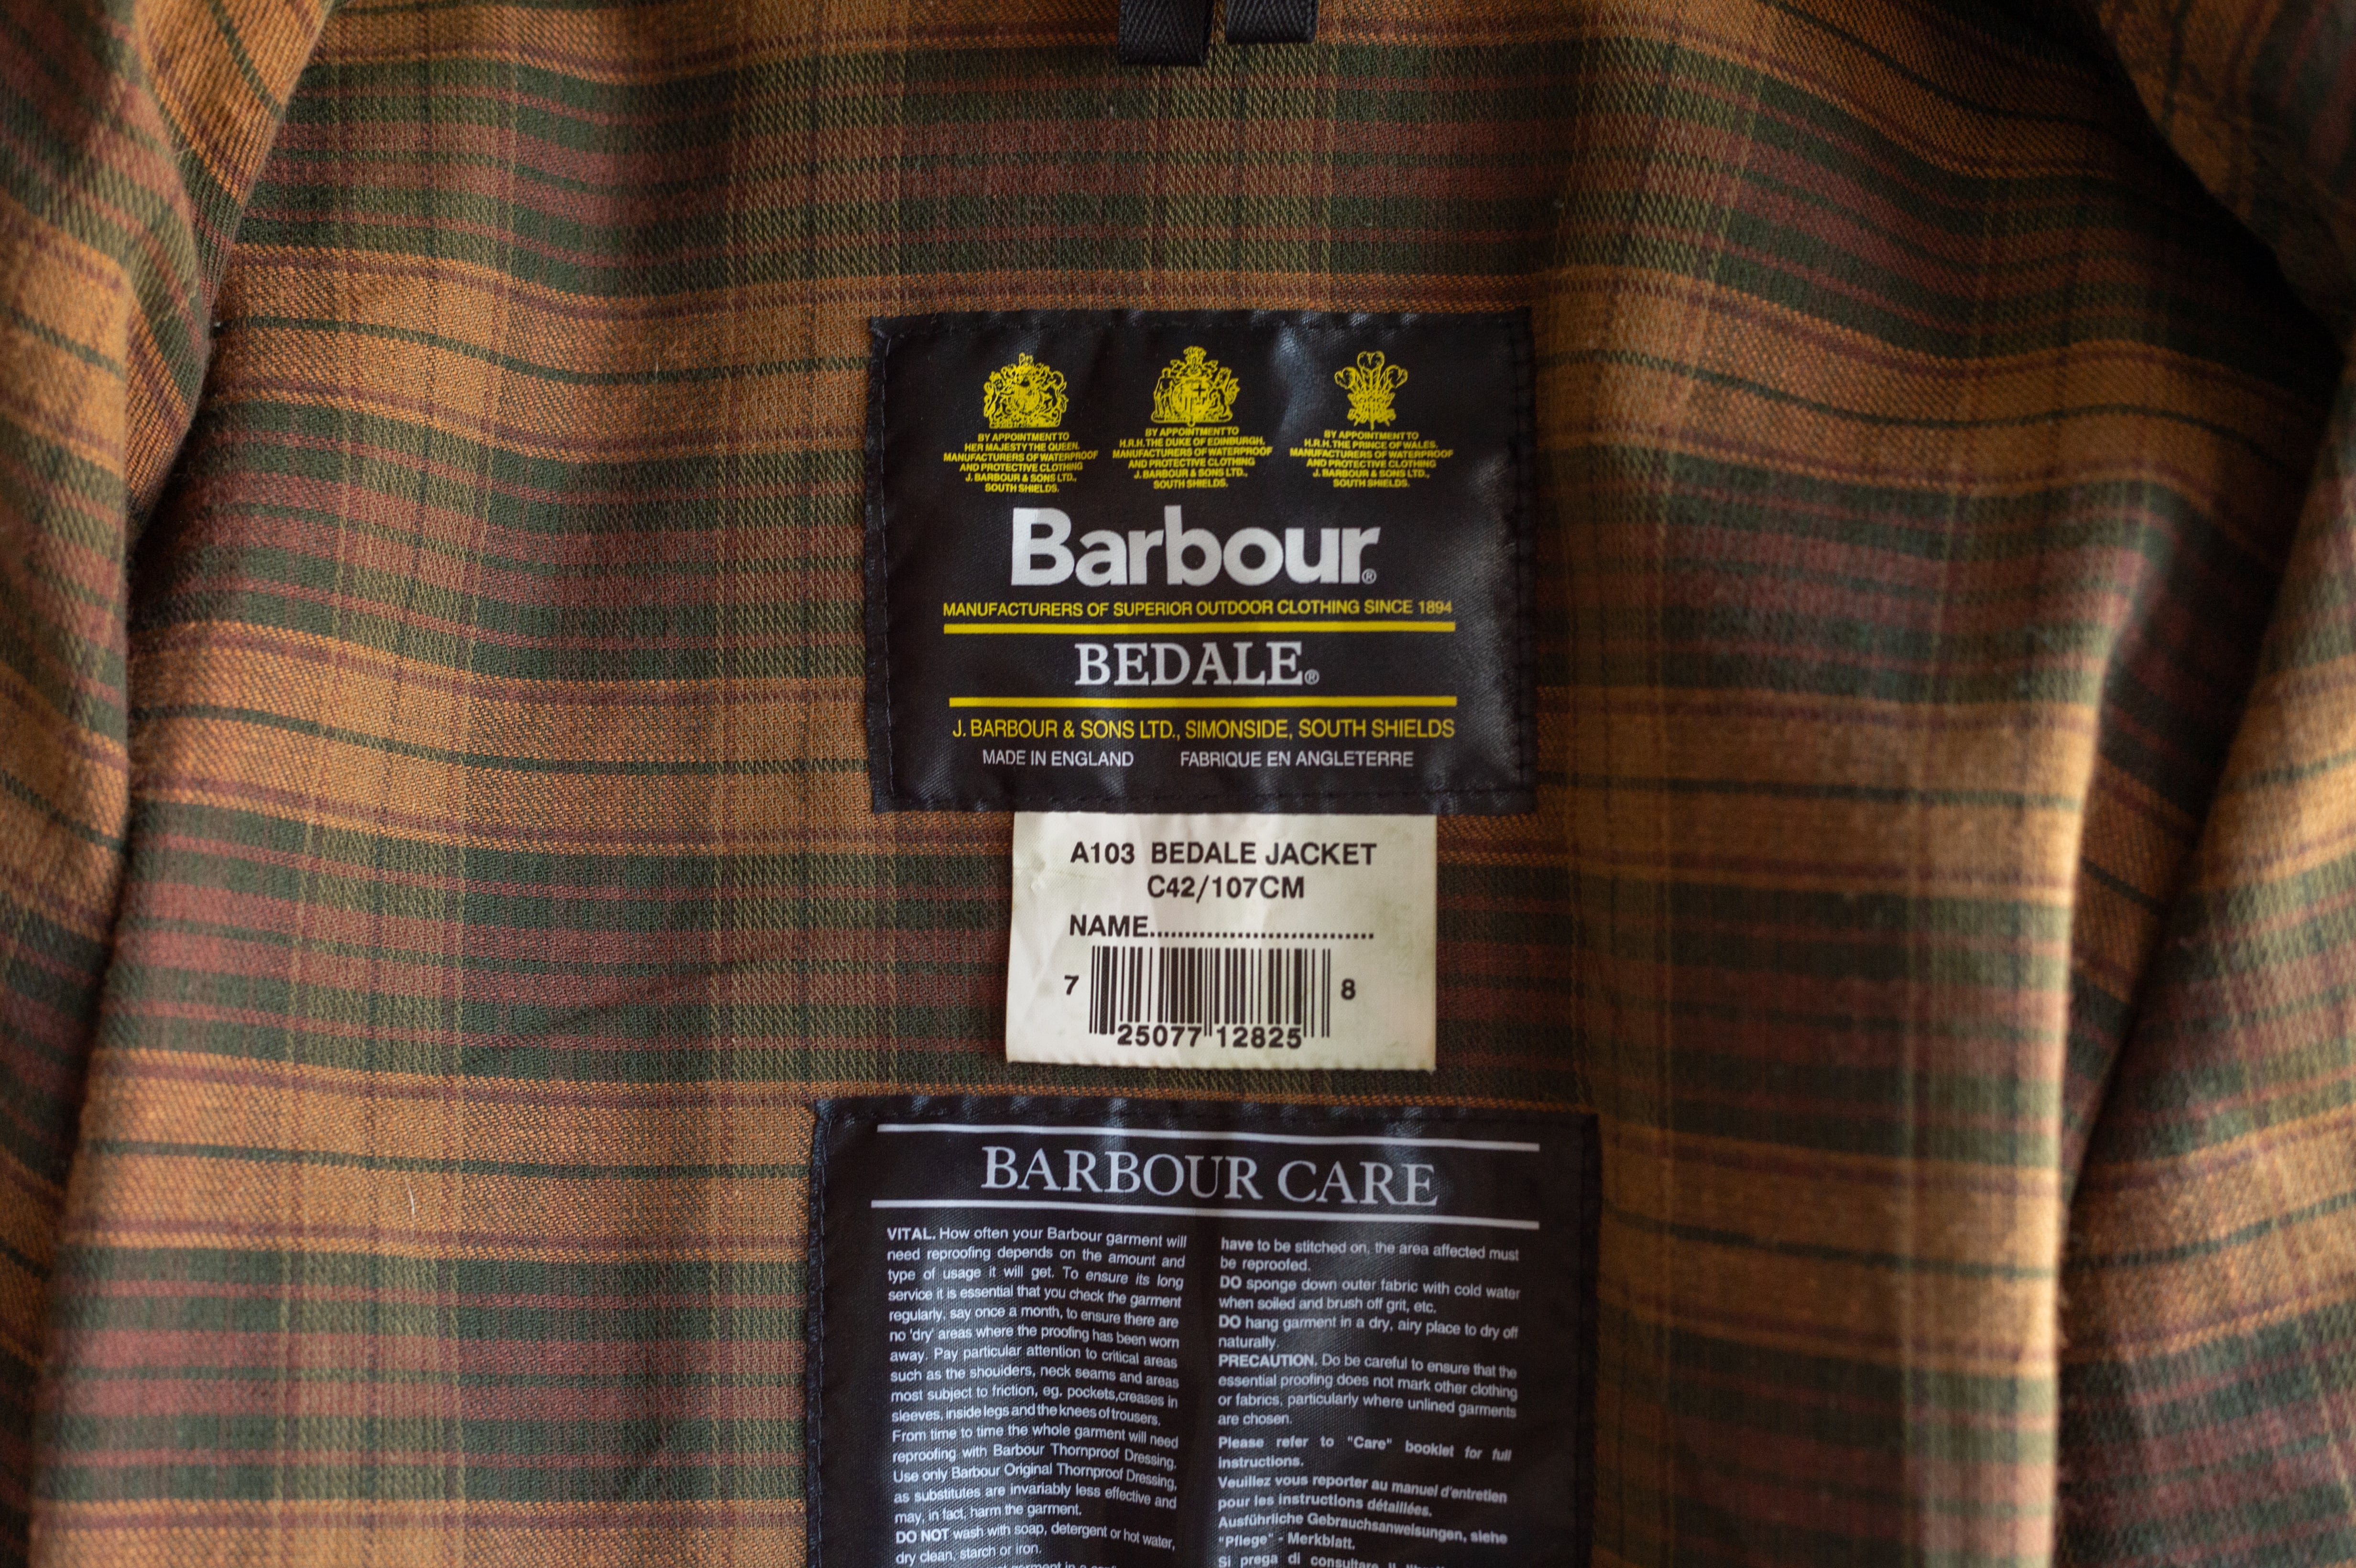 BY APPOINTMENT TO
HER MAJESTY THE QUEEN.
MANUFACTURERS OF WATERPROOF
AND PROTECTIVE CLOTHING
J. BARBOUR & SONS LTD.,
SOUTH SHIELDS.
BY APPOINTMENT TO
H.R.H. THE DUKE OF EDINBURGH.
MANUFACTURERS OF WATERPROOF
AND PROTECTIVE CLOTHING
J. BARBOUR & SONS LTD.,
SOUTH SHIELDS.
BY APPOINTMENT TO
H.R.H. THE PRINCE OF WALES.
MANUFACTURERS OF WATERPROOF
AND PROTECTIVE CLOTHING
J. BARBOUR & SONS LTD.,
SOUTH SHIELDS.
Barbour®
MANUFACTURERS OF SUPERIOR OUTDOOR CLOTHING SINCE 1894
BEDALE®
J. BARBOUR & SONS LTD., SIMONSIDE, SOUTH SHIELDS
MADE IN ENGLAND FABRIQUE EN ANGLETERRE
A103 BEDALE JACKET
C42/107CM
NAME................................
7 25077 12825 8
BARBOUR CARE
VITAL. How often your Barbour garment will
need reproofing depends on the amount and
type of usage it will get. To ensure its long
service it is essential that you check the garment
regularly, say once a month, to ensure there are
no 'dry' areas where the proofing has been worn
away. Pay particular attention to critical areas
such as the shoulders, neck seams and areas
most subject to friction, eg. pockets,creases in
sleeves, inside legs and the knees of trousers.
From time to time the whole garment will need
reproofing with Barbour Thornproof Dressing.
Use only Barbour Original Thornproof Dressing,
as substitutes are invariably less effective and
may, in fact, harm the garment.
DO NOT wash with soap, detergent or hot water,
dry clean, starch or iron.
have to be stitched on, the area affected must
be reproofed.
DO sponge down outer fabric with cold water
when soiled and brush off grit, etc.
DO hang garment in a dry, airy place to dry off
naturally.
PRECAUTION. Do be careful to ensure that the
essential proofing does not mark other clothing
or fabrics, particularly where unlined garments
are chosen.
Please refer to "Care" booklet for full
instructions.
Veuillez vous reporter au manuel d'entretien
pour les instructions détaillées.
Ausführliche Gebrauchsanweisungen, siehe
"Pflege" - Merkblatt.
Si prega di consultare il